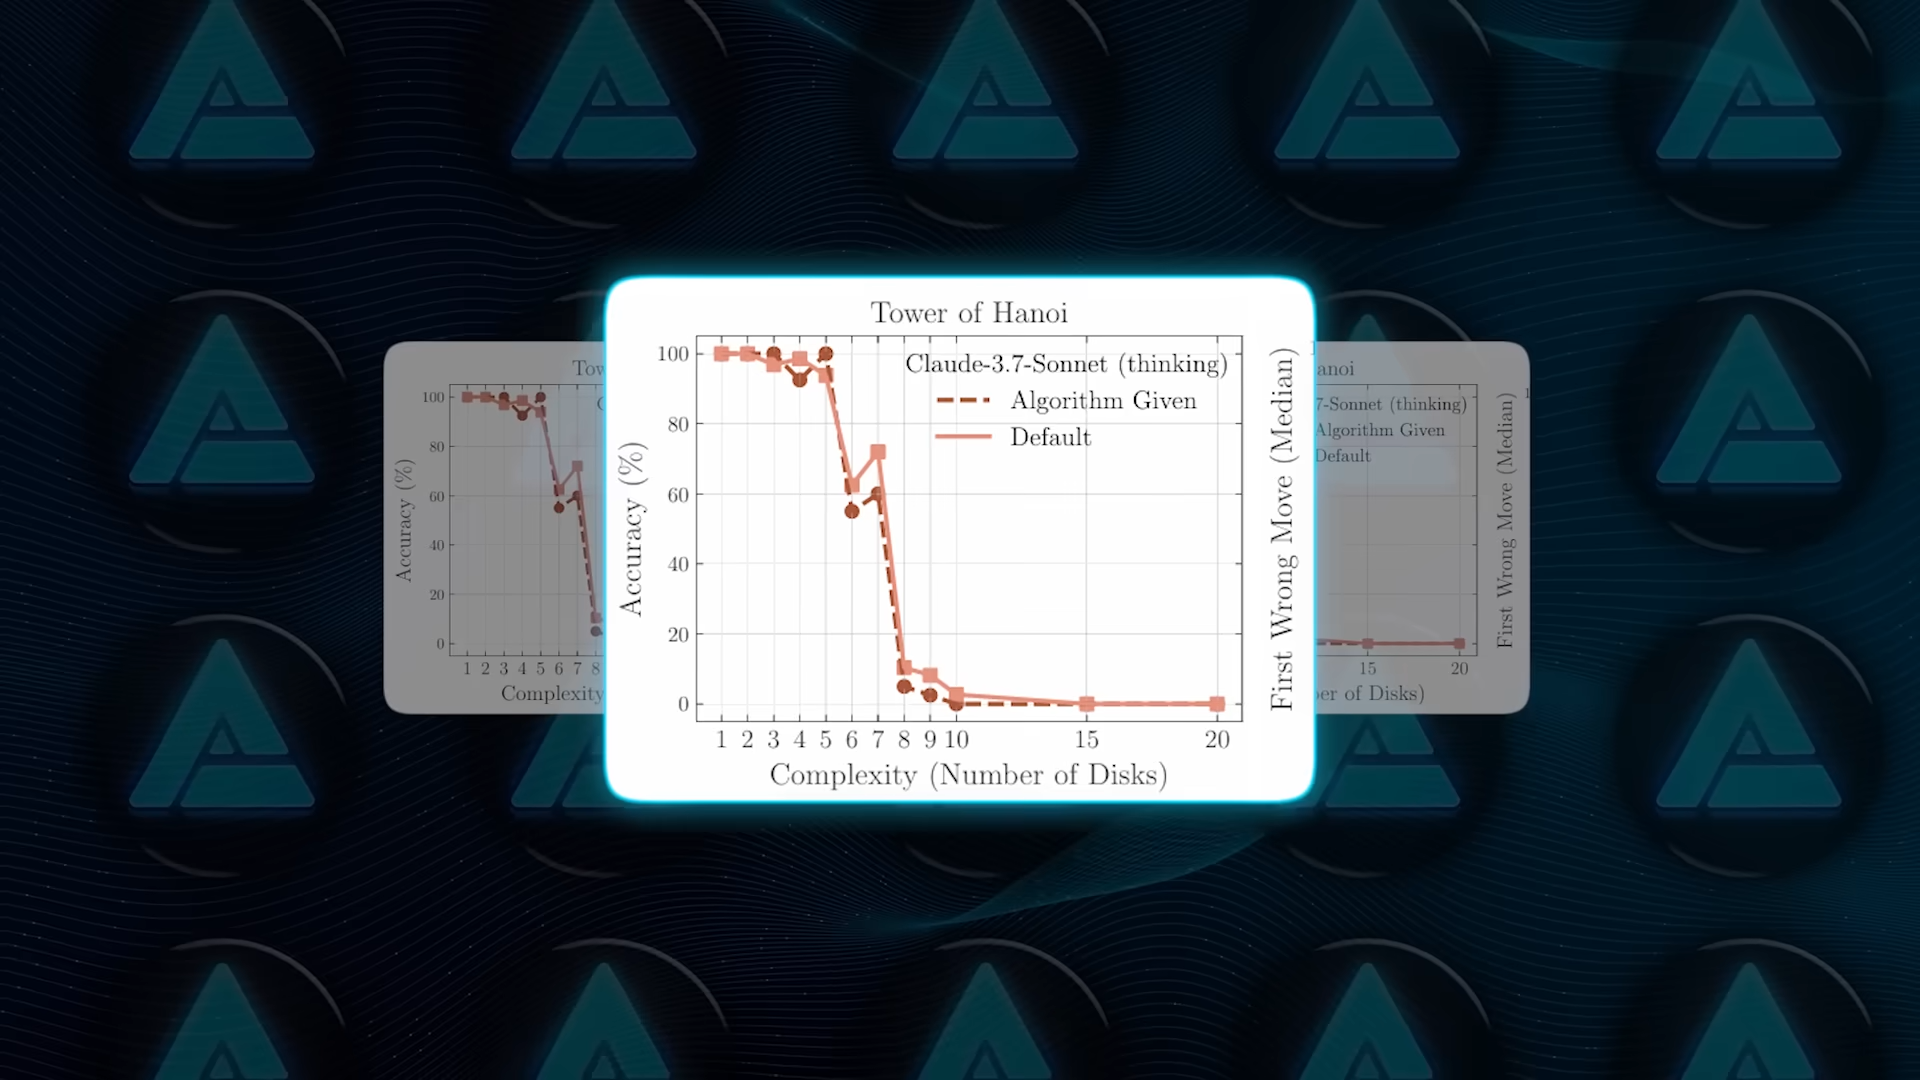 Tower of Hanoi
Claude-3.7-Sonnet (thinking)
Algorithm Given
Default
Accuracy (%)
100
80
60
40
20
0
1 2 3 4 5 6 7 8 9 10 15 20
Complexity (Number of Disks)
First Wrong Move (Median)
Tow
100
80
60
40
20
0
Accuracy (%)
1 2 3 4 5 6 7 8
Complexity
anoi
7-Sonnet (thinking)
Algorithm Given
Default
15 20
er of Disks)
First Wrong Move (Median)